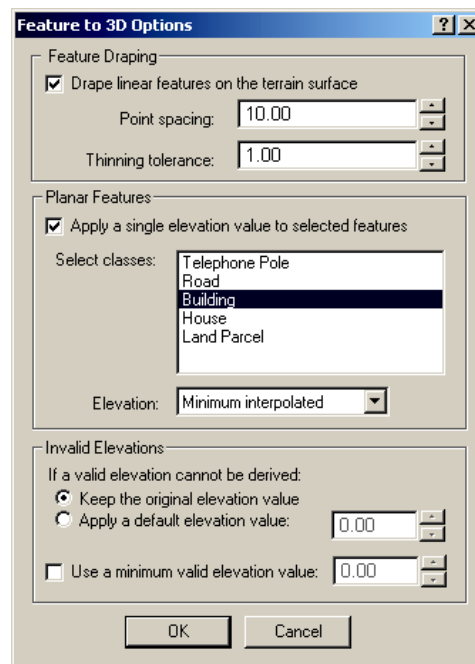 Feature to 3D Options
Feature Draping
Drape linear features on the terrain surface
Point spacing: 10.00
Thinning tolerance: 1.00
Planar Features
Apply a single elevation value to selected features
Select classes: Telephone Pole
Road
Building
House
Land Parcel
Elevation: Minimum interpolated
Invalid Elevations
If a valid elevation cannot be derived:
Keep the original elevation value
Apply a default elevation value: 0.00
Use a minimum valid elevation value: 0.00
OK Cancel